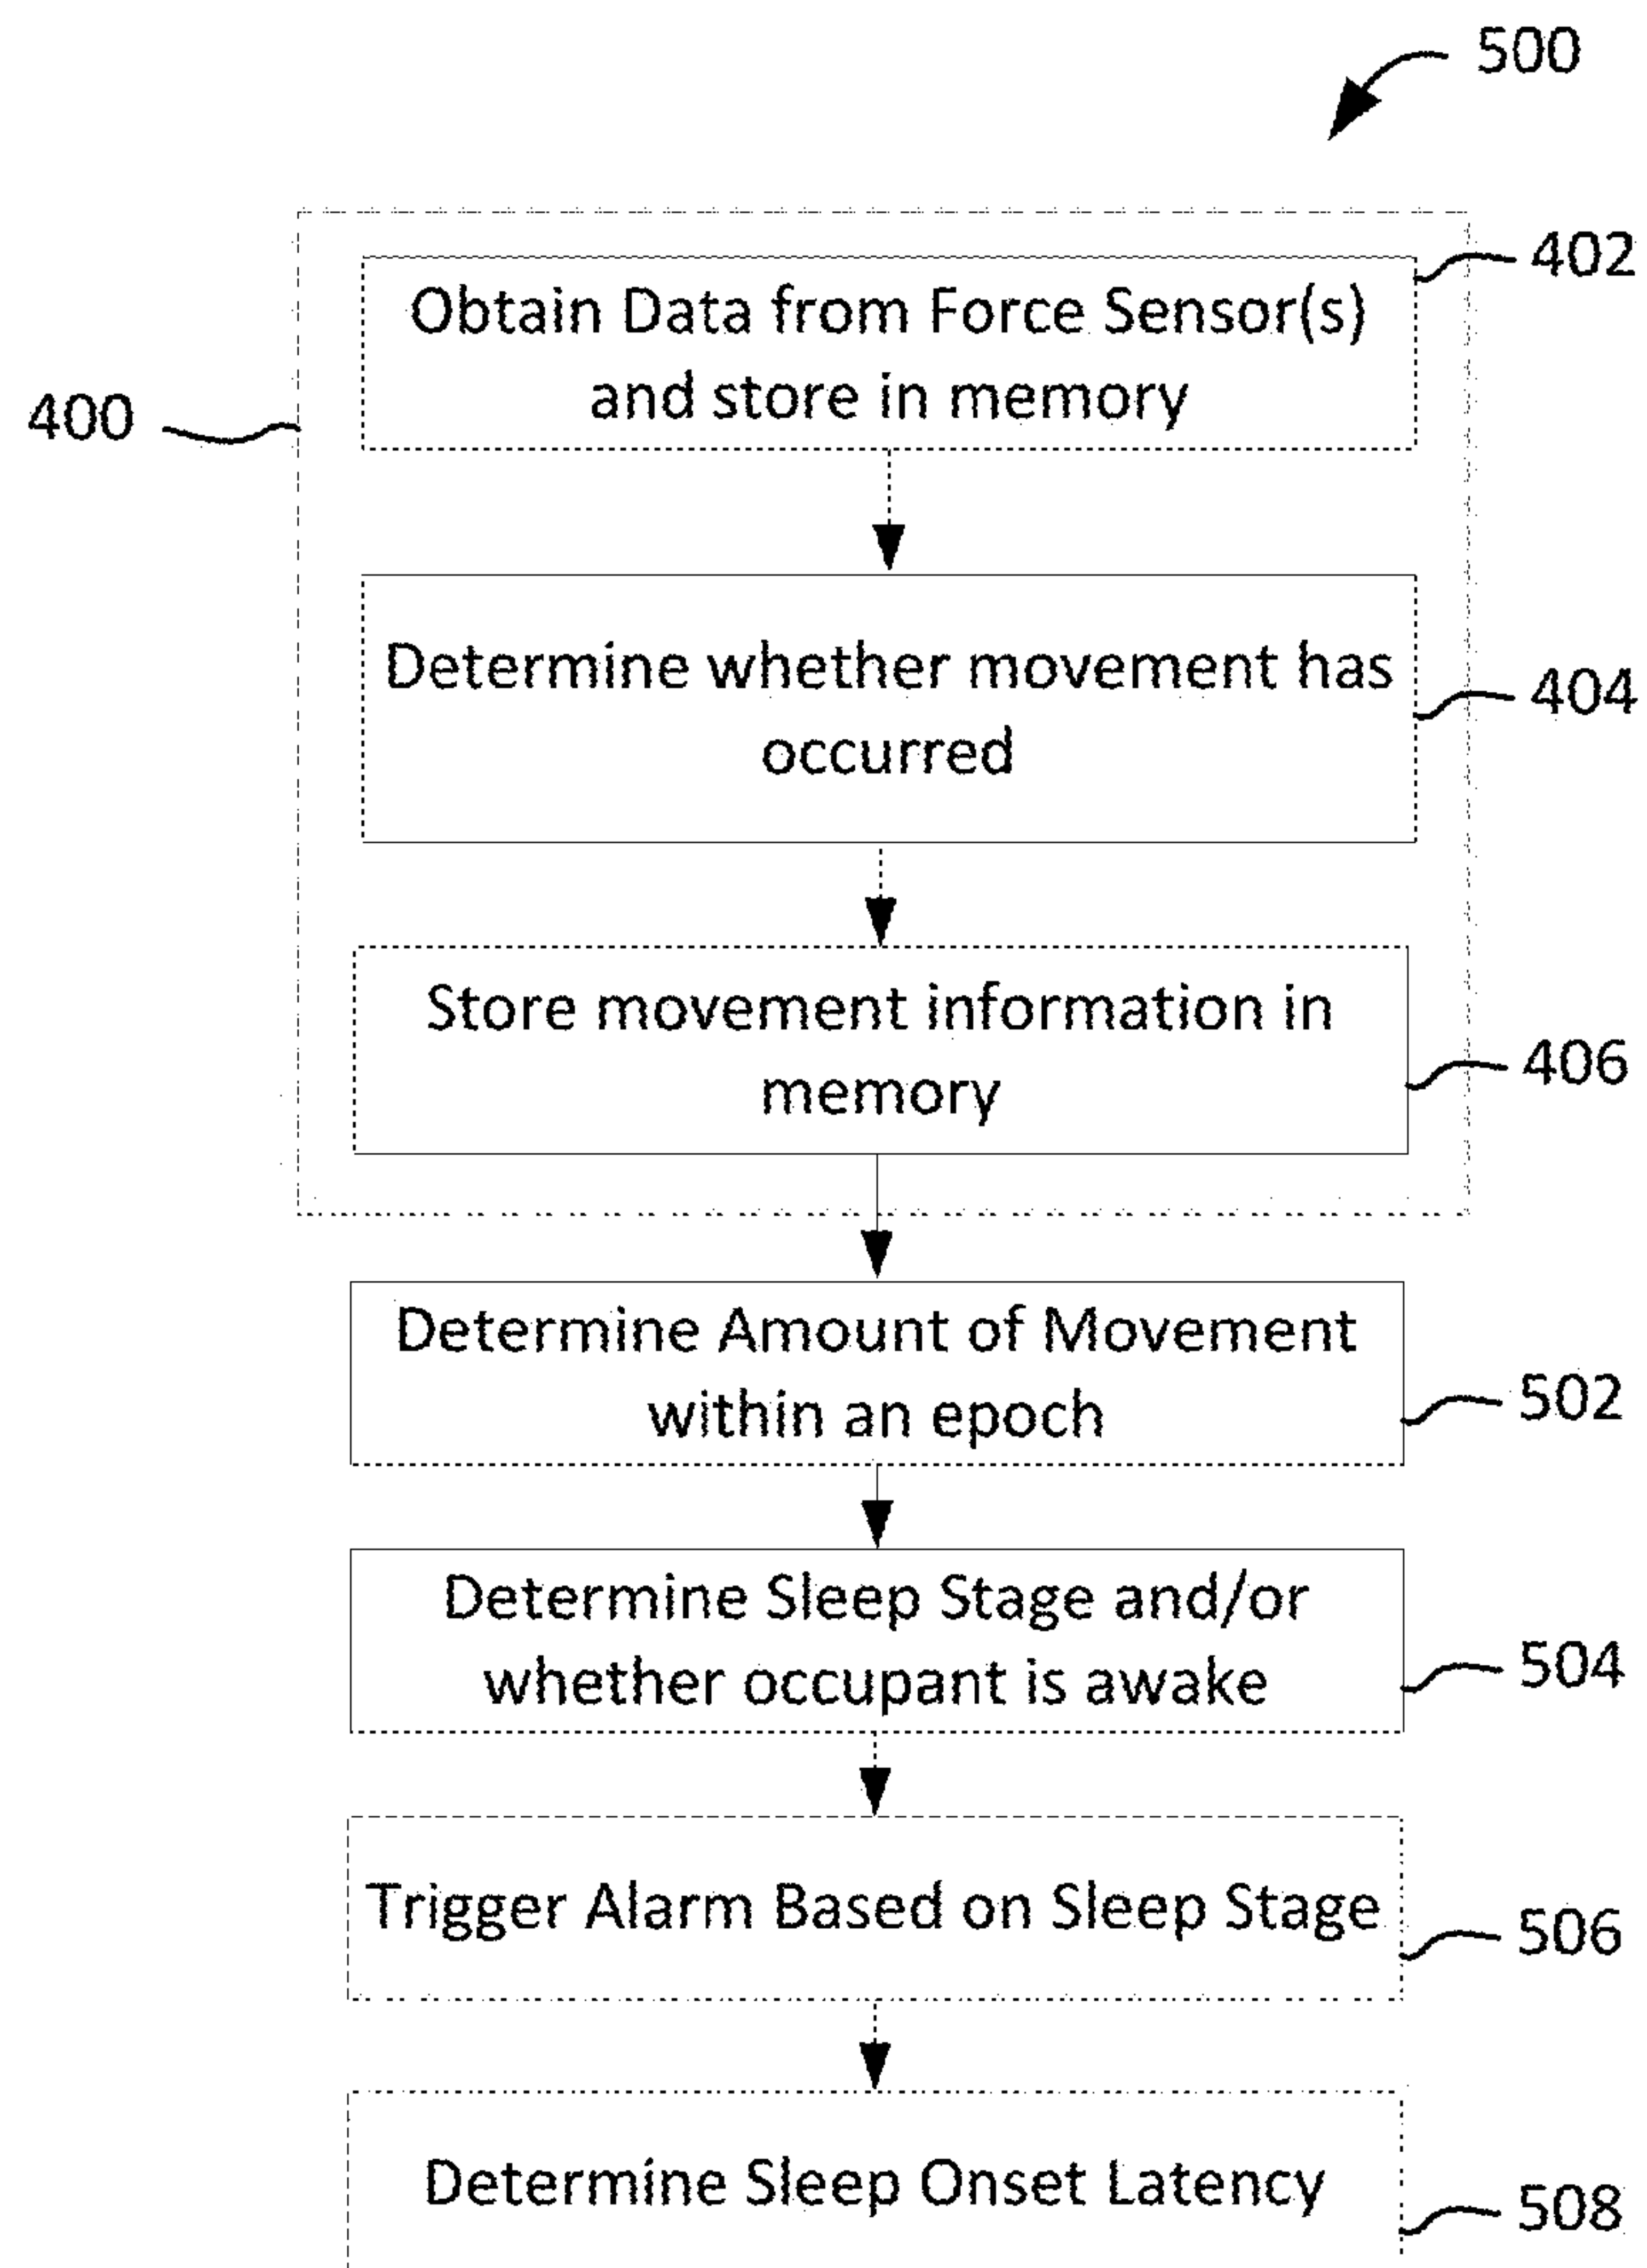 500
402
Obtain Data from Force Sensor(s)
and store in memory
400
Determine whether movement has
occurred
404
Store movement information in
memory
406
Determine Amount of Movement
within an epoch
502
Determine Sleep Stage and/or
whether occupant is awake
504
Trigger Alarm Based on Sleep Stage
506
Determine Sleep Onset Latency
508